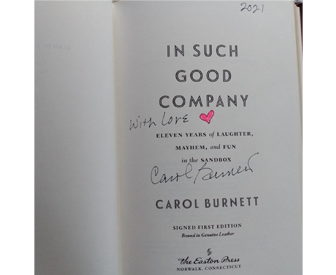 2021
IN SUCH
GOOD
COMPANY
With Love
ELEVEN YEARS of LAUGHTER,
MAYHEM, and FUN
in the SANDBOX
Carol Burnett
CAROL BURNETT
SIGNED FIRST EDITION
Bound in Genuine Leather
The Easton Press
NORWALK, CONNECTICUT